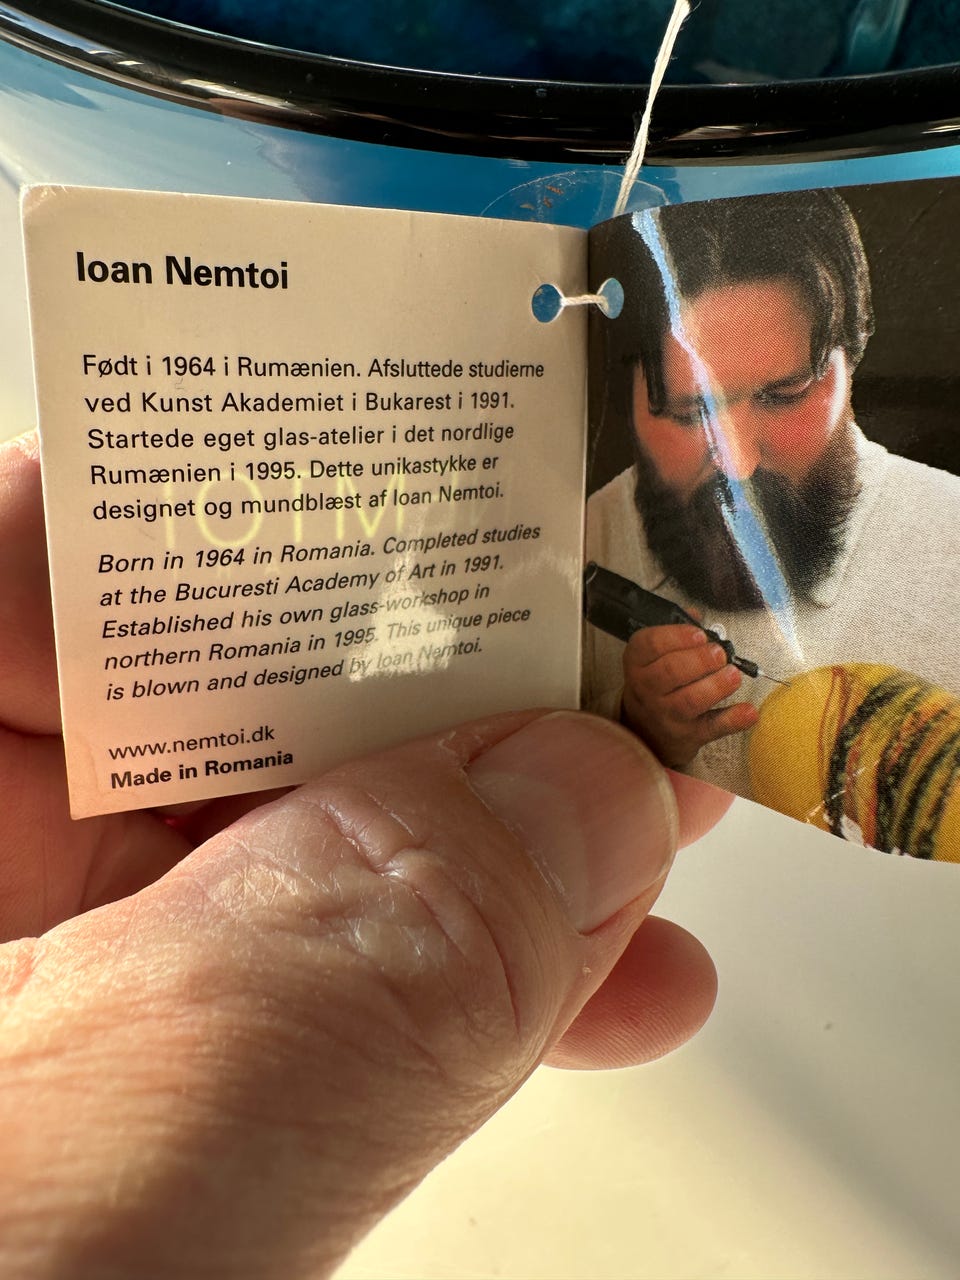 Ioan Nemtoi
Født i 1964 i Rumænien. Afsluttede studierne
ved Kunst Akademiet i Bukarest i 1991.
Startede eget glas-atelier i det nordlige
Rumænien i 1995. Dette unikastykke er
designet og mundblæst af Ioan Nemtoi.
Born in 1964 in Romania. Completed studies
at the Bucuresti Academy of Art in 1991.
Established his own glass-workshop in
northern Romania in 1995. This unique piece
is blown and designed by Ioan Nemtoi.
www.nemtoi.dk
Made in Romania